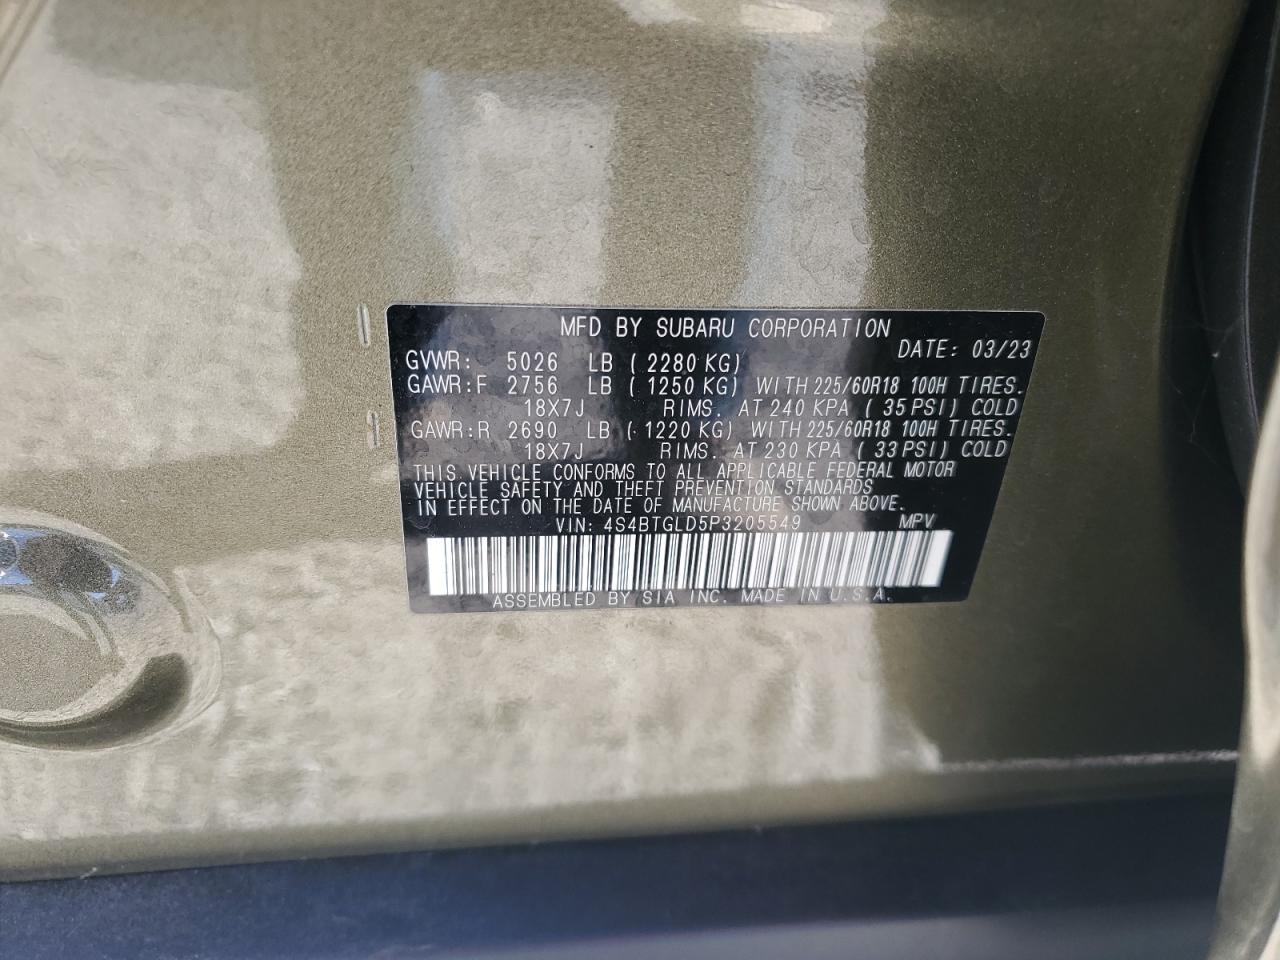 MFD BY SUBARU CORPORATION
DATE: 03/23
GVWR: 5026 LB ( 2280 KG)
GAWR:F 2756 LB ( 1250 KG) WITH 225/60R18 100H TIRES.
18X7J RIMS. AT 240 KPA ( 35 PSI) COLD
GAWR:R 2690 LB ( 1220 KG) WITH 225/60R18 100H TIRES.
18X7J RIMS. AT 230 KPA ( 33 PSI) COLD
THIS VEHICLE CONFORMS TO ALL APPLICABLE FEDERAL MOTOR
VEHICLE SAFETY AND THEFT PREVENTION STANDARDS
IN EFFECT ON THE DATE OF MANUFACTURE SHOWN ABOVE.
VIN: 4S4BTGLD5P3205549 MPV
ASSEMBLED BY SIA INC. MADE IN U.S.A.